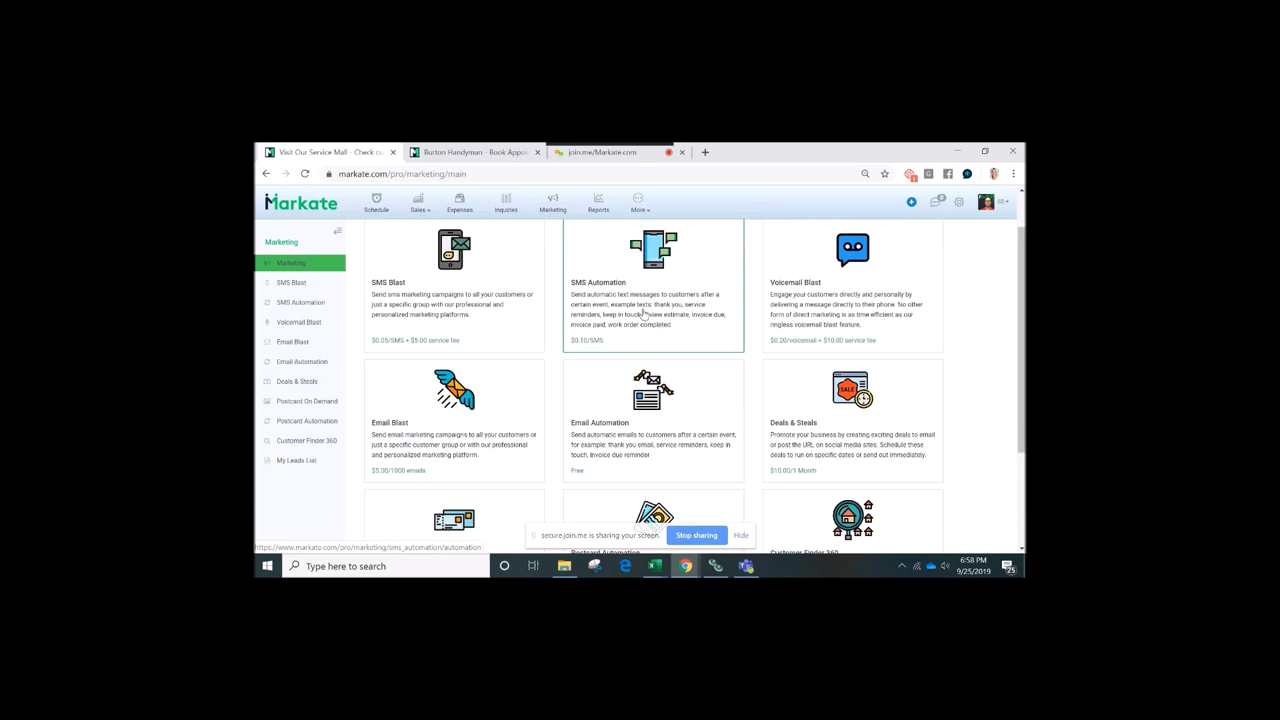 Visit Our Service Mall - Check ou
Burton Handyman - Book Appoi
join.me/Markate.com
markate.com/pro/marketing/main
1
Markate
Schedule
Sales
Expenses
Inquiries
Marketing
Reports
More
0
Marketing
Marketing
SMS Blast
SMS Automation
Voicemail Blast
Email Blast
Email Automation
Deals & Steals
Postcard On Demand
Postcard Automation
Customer Finder 360
My Leads List
SMS Blast
Send sms marketing campaigns to all your customers or
just a specific group with our professional and
personalized marketing platforms.
$0.05/SMS + $5.00 service fee
SMS Automation
Send automatic text messages to customers after a
certain event, example texts: thank you, service
reminders, keep in touch, view estimate, invoice due,
invoice paid, work order completed
$0.10/SMS
Voicemail Blast
Engage your customers directly and personally by
delivering a message directly to their phone. No other
form of direct marketing is as time efficient as our
ringless voicemail blast feature.
$0.20/voicemail + $10.00 service fee
Email Blast
Send email marketing campaigns to all your customers or
just a specific customer group or with our professional
and personalized marketing platform.
$5.00/1000 emails
Email Automation
Send automatic emails to customers after a certain event,
for example: thank you email, service reminders, keep in
touch, invoice due reminder
Free
Deals & Steals
Promote your business by creating exciting deals to email
or post the URL on social media sites. Schedule these
deals to run on specific dates or send out immediately.
$10.00/1 Month
SALE
secure.join.me is sharing your screen.
Stop sharing
Hide
Postcard Automation
Customer Finder 360
https://www.markate.com/pro/marketing/sms_automation/automation
Type here to search
6:58 PM
9/25/2019
25